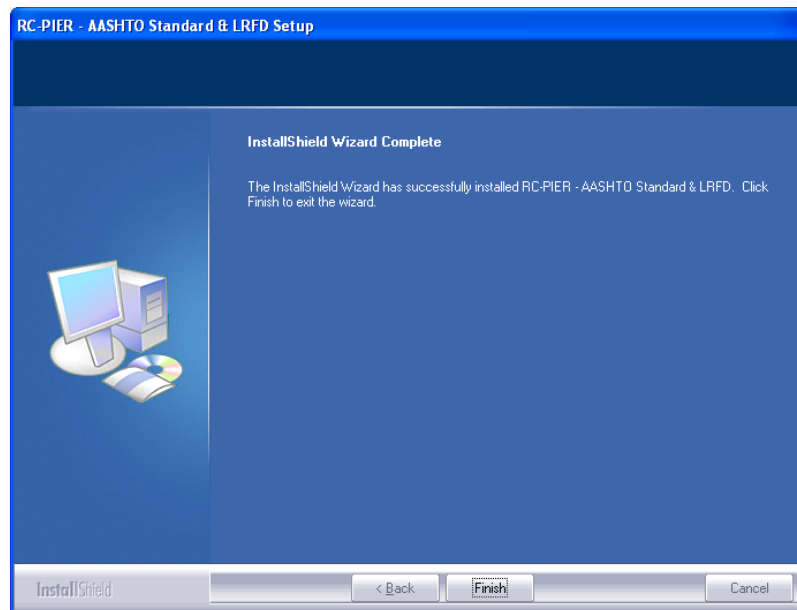 RC-PIER - AASHTO Standard & LRFD Setup
InstallShield Wizard Complete
The InstallShield Wizard has successfully installed RC-PIER - AASHTO Standard & LRFD. Click
Finish to exit the wizard.
InstallShield
< Back
Finish
Cancel